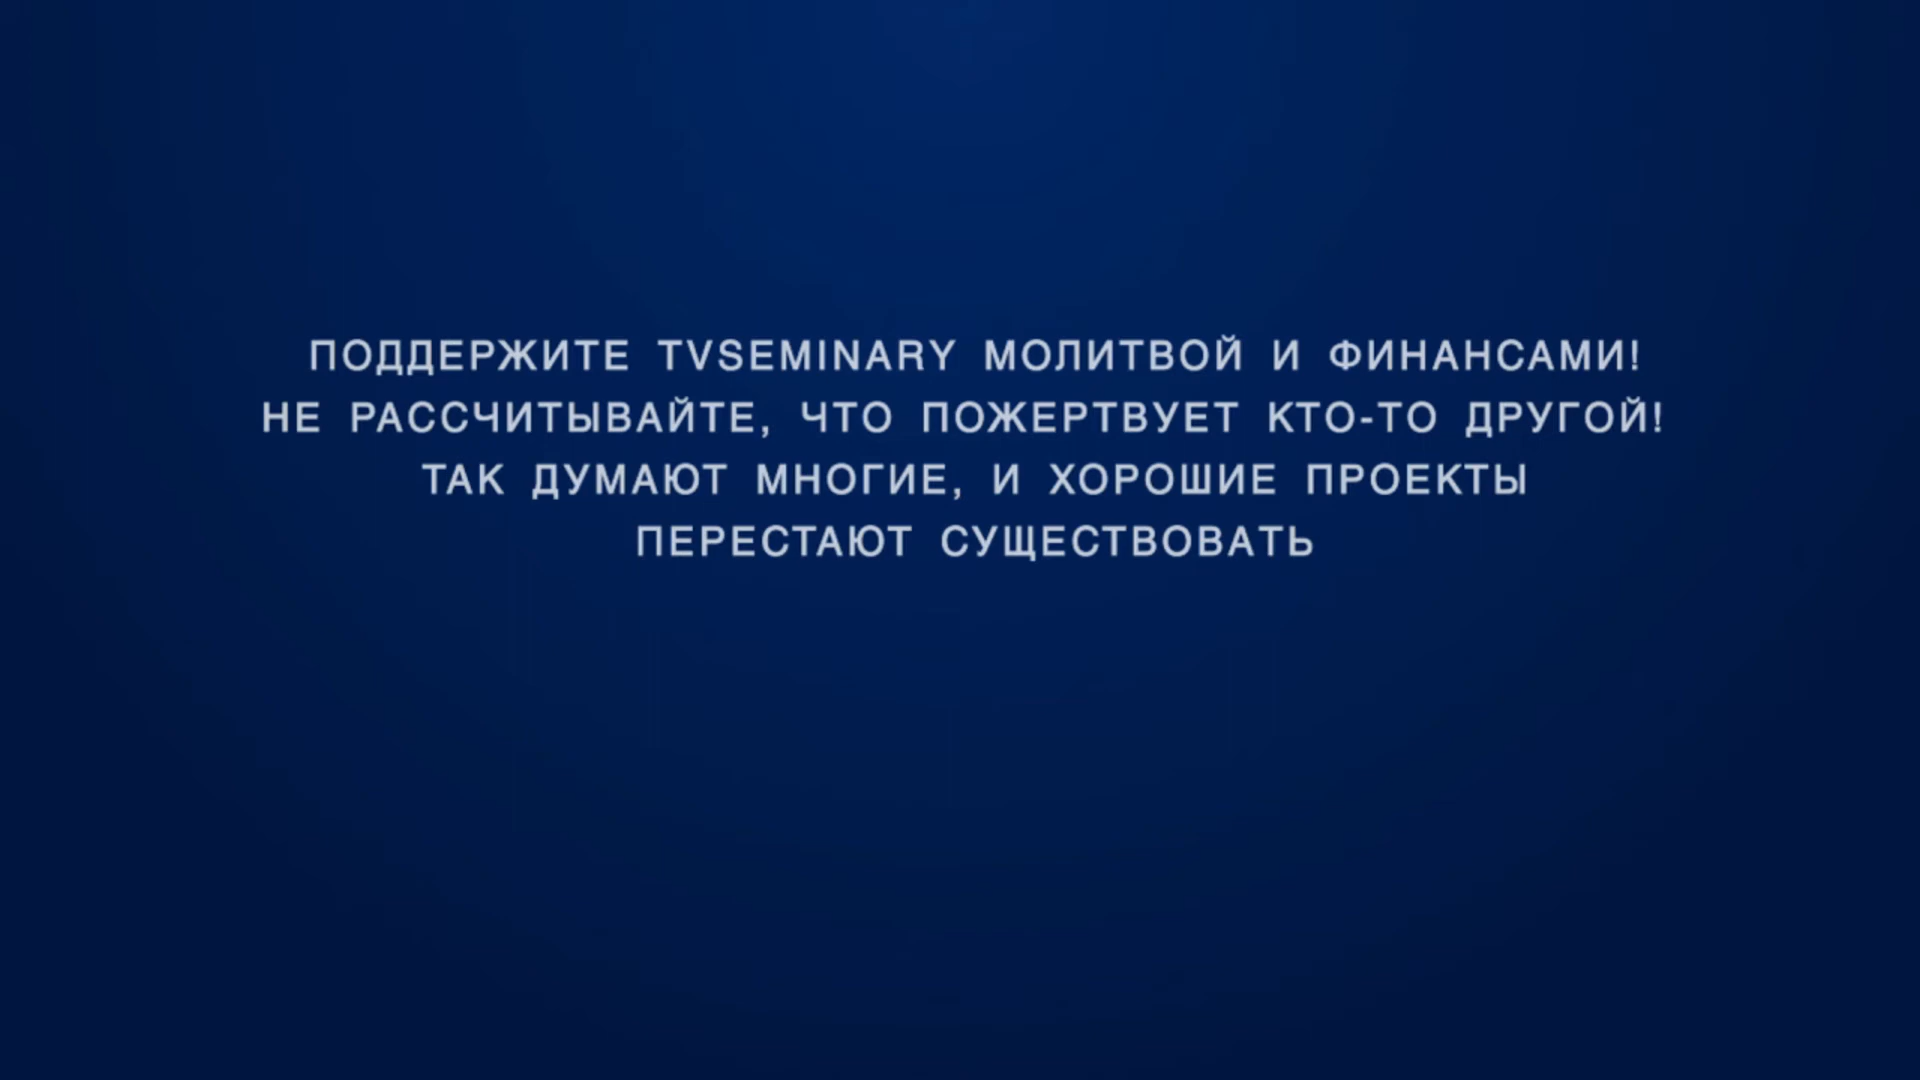 ПОДДЕРЖИТЕ TVSEMINARY МОЛИТВОЙ И ФИНАНСАМИ!
НЕ РАССЧИТЫВАЙТЕ, ЧТО ПОЖЕРТВУЕТ КТО-ТО ДРУГОЙ!
ТАК ДУМАЮТ МНОГИЕ, И ХОРОШИЕ ПРОЕКТЫ
ПЕРЕСТАЮТ СУЩЕСТВОВАТЬ